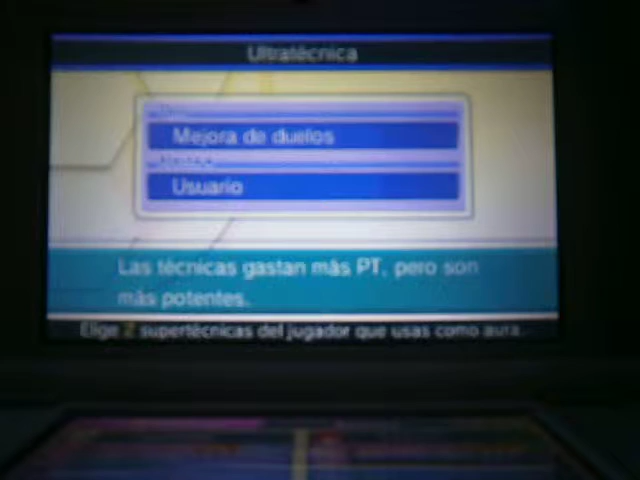 Ultratécnica
Mejora de duelos
Usuario
Las técnicas gastan más PT, pero son
más potentes.
Elige 2 supertécnicas del jugador que usas como aura.